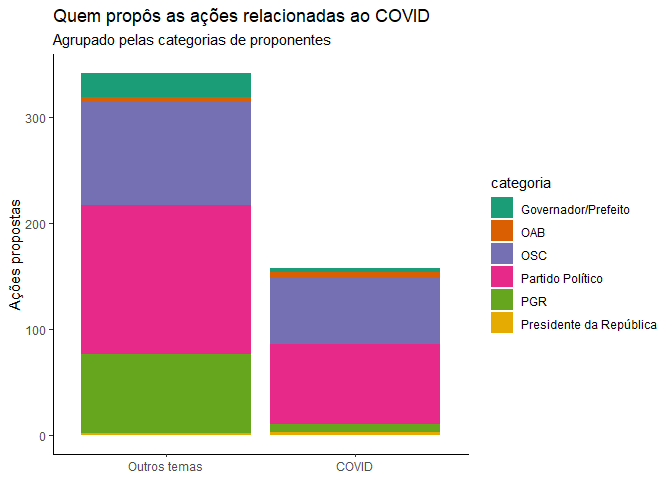 Quem propôs as ações relacionadas ao COVID
Agrupado pelas categorias de proponentes
Ações propostas
300
200
100
0
Outros temas
COVID
categoria
Governador/Prefeito
OAB
OSC
Partido Político
PGR
Presidente da República